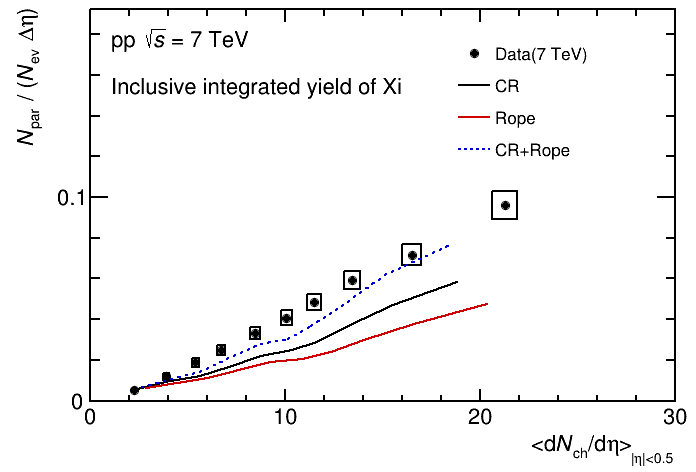 N_par / (N_ev Δη)
pp √s = 7 TeV
Inclusive integrated yield of Xi
Data(7 TeV)
CR
Rope
CR+Rope
0.1
0
0 10 20 30
<dN_ch/dη>_|η|<0.5